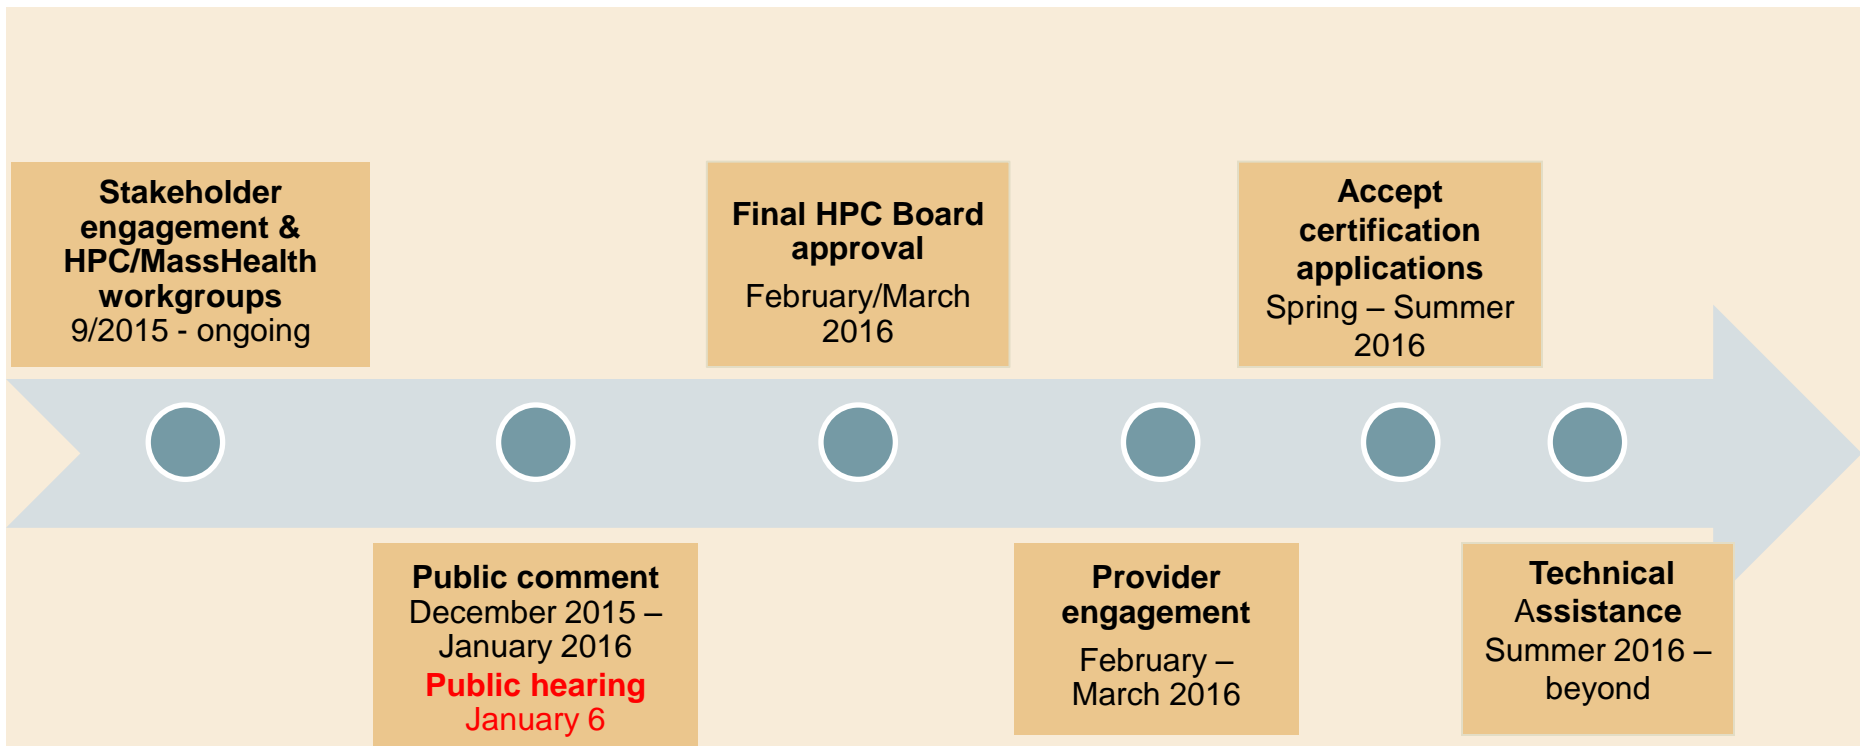 Stakeholder
engagement &
HPC/MassHealth
workgroups
9/2015 - ongoing
Public comment
December 2015 –
January 2016
Public hearing
January 6
Final HPC Board
approval
February/March
2016
Provider
engagement
February –
March 2016
Accept
certification
applications
Spring – Summer
2016
Technical
Assistance
Summer 2016 –
beyond